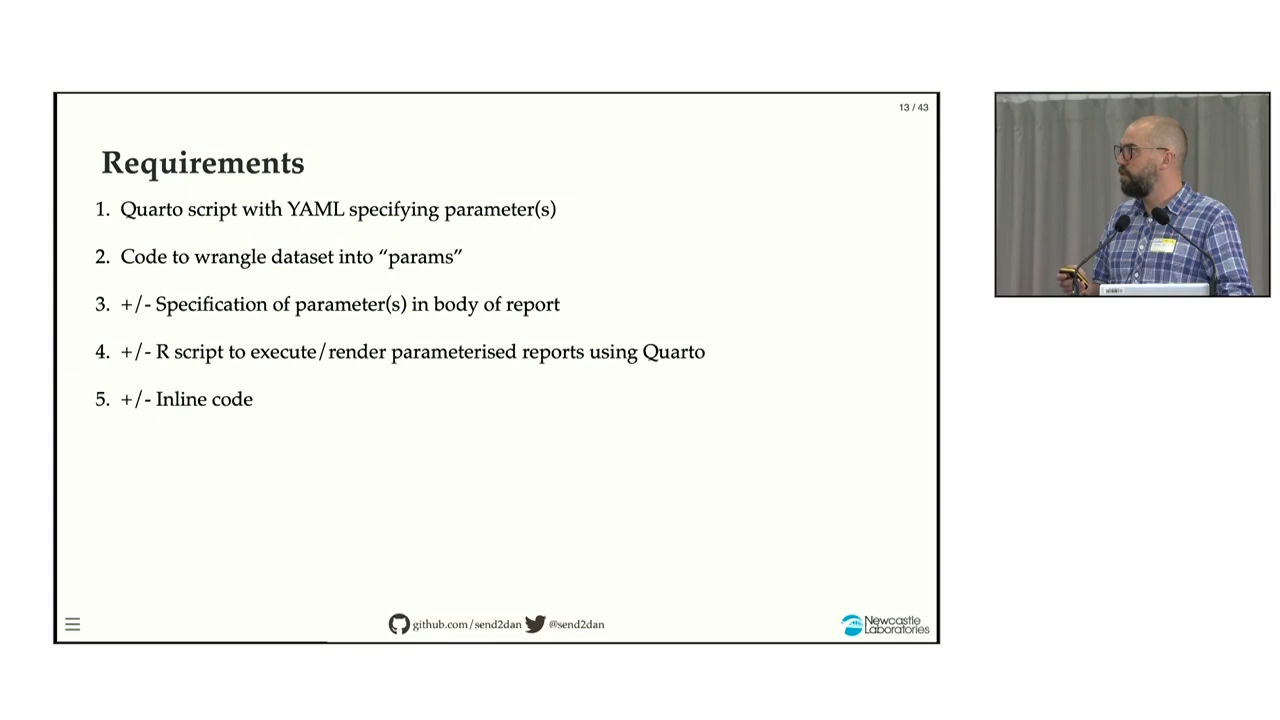 13 / 43
Requirements
1. Quarto script with YAML specifying parameter(s)
2. Code to wrangle dataset into “params”
3. +/- Specification of parameter(s) in body of report
4. +/- R script to execute/render parameterised reports using Quarto
5. +/- Inline code
github.com/send2dan @send2dan
Newcastle
Laboratories